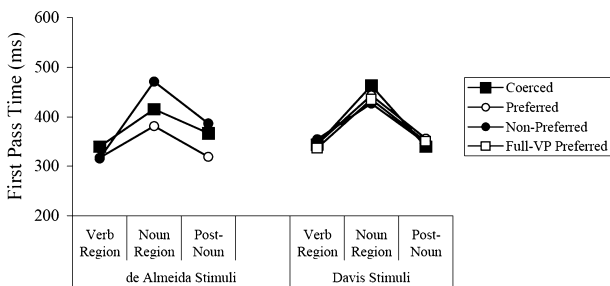 First Pass Time (ms)
600
500
400
300
200
Verb Region
Noun Region
Post-Noun
Verb Region
Noun Region
Post-Noun
de Almeida Stimuli
Davis Stimuli
Coerced
Preferred
Non-Preferred
Full-VP Preferred